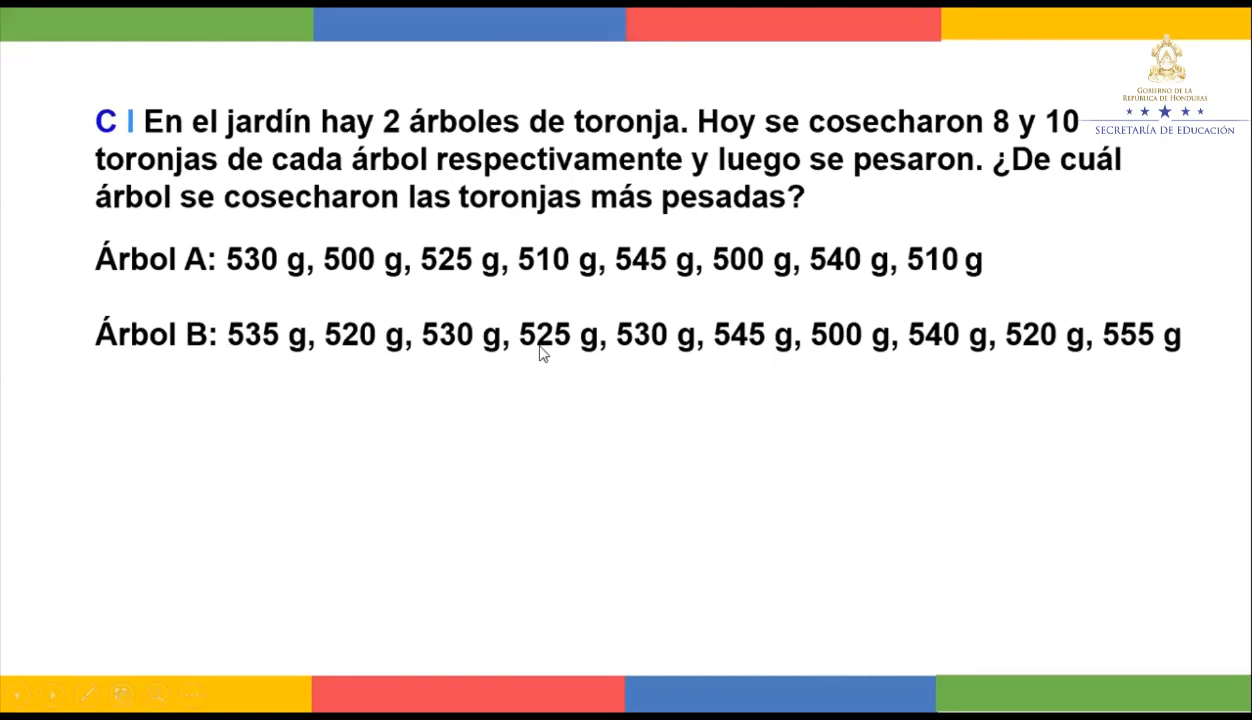 GOBIERNO DE LA
REPÚBLICA DE HONDURAS
SECRETARÍA DE EDUCACIÓN
C I En el jardín hay 2 árboles de toronja. Hoy se cosecharon 8 y 10
toronjas de cada árbol respectivamente y luego se pesaron. ¿De cuál
árbol se cosecharon las toronjas más pesadas?
Árbol A: 530 g, 500 g, 525 g, 510 g, 545 g, 500 g, 540 g, 510 g
Árbol B: 535 g, 520 g, 530 g, 525 g, 530 g, 545 g, 500 g, 540 g, 520 g, 555 g